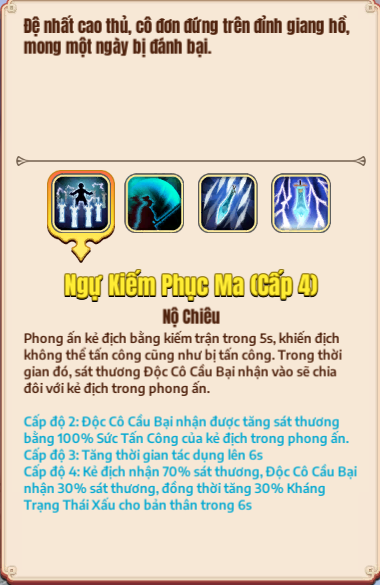 Đệ nhất cao thủ, cô đơn đứng trên đỉnh giang hồ,
mong một ngày bị đánh bại.
Ngự Kiếm Phục Ma (Cấp 4)
Nộ Chiêu
Phong ấn kẻ địch bằng kiếm trận trong 5s, khiến địch
không thể tấn công cũng như bị tấn công. Trong thời
gian đó, sát thương Độc Cô Cầu Bại nhận vào sẽ chia
đôi với kẻ địch trong phong ấn.
Cấp độ 2: Độc Cô Cầu Bại nhận được tăng sát thương
bằng 100% Sức Tấn Công của kẻ địch trong phong ấn.
Cấp độ 3: Tăng thời gian tác dụng lên 6s
Cấp độ 4: Kẻ địch nhận 70% sát thương, Độc Cô Cầu Bại
nhận 30% sát thương, đồng thời tăng 30% Kháng
Trạng Thái Xấu cho bản thân trong 6s